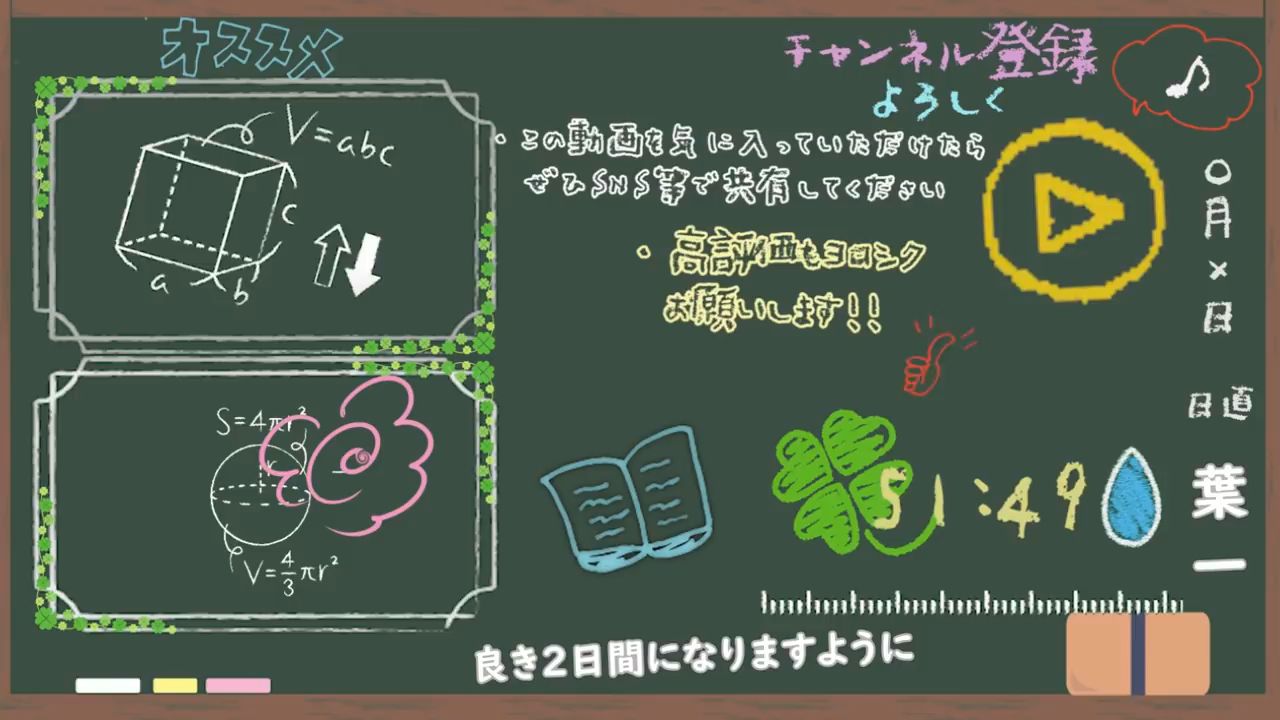 オススメ
V=abc
c
a
b
S=4πr²
r
V=4/3πr²
チャンネル登録
よろしく
・この動画を気に入っていただけたら
ぜひSNS等で共有してください
・高評価もヨロシク
お願いします!!
51:49
良き2日間になりますように
〇月×日
日直
葉一